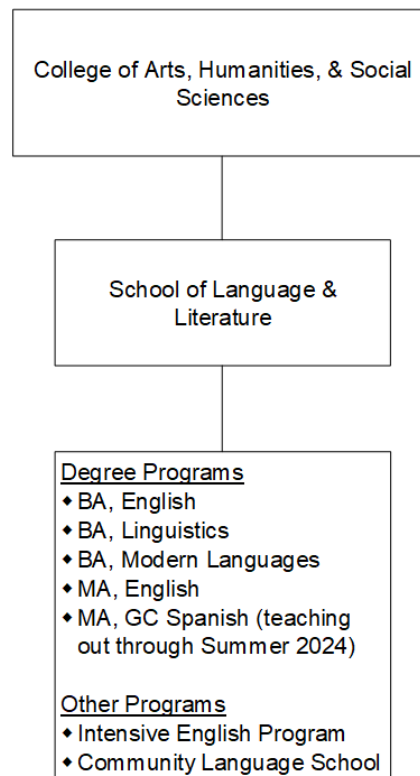 College of Arts, Humanities, & Social
Sciences
School of Language &
Literature
Degree Programs
◆ BA, English
◆ BA, Linguistics
◆ BA, Modern Languages
◆ MA, English
◆ MA, GC Spanish (teaching
out through Summer 2024)
Other Programs
◆ Intensive English Program
◆ Community Language School